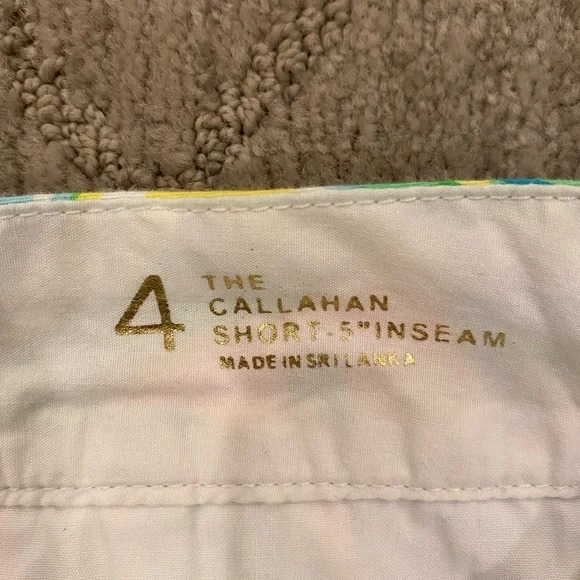 4
THE
CALLAHAN
SHORT-5" INSEAM
MADE IN SRI LANKA